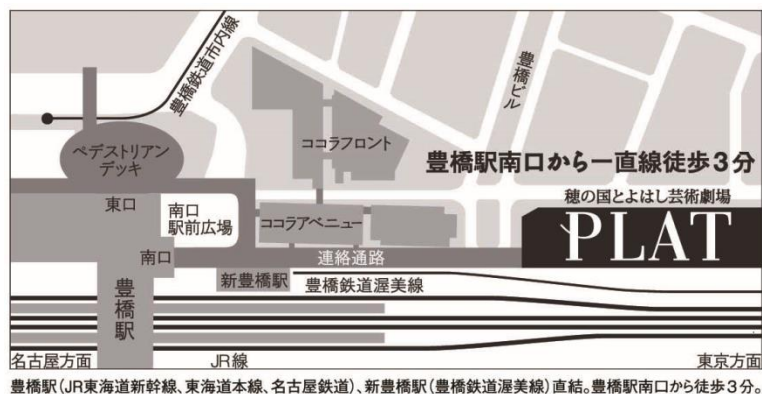 豊橋鉄道市内線
豊橋ビル
ペデストリアン
デッキ
ココラフロント
豊橋駅南口から一直線徒歩3分
穂の国とよはし芸術劇場
PLAT
東口
南口
駅前広場
ココラアベニュー
南口
連絡通路
新豊橋駅
豊橋鉄道渥美線
豊橋駅
名古屋方面
JR線
東京方面
豊橋駅(JR東海道新幹線、東海道本線、名古屋鉄道)、新豊橋駅(豊橋鉄道渥美線)直結。豊橋駅南口から徒歩3分。